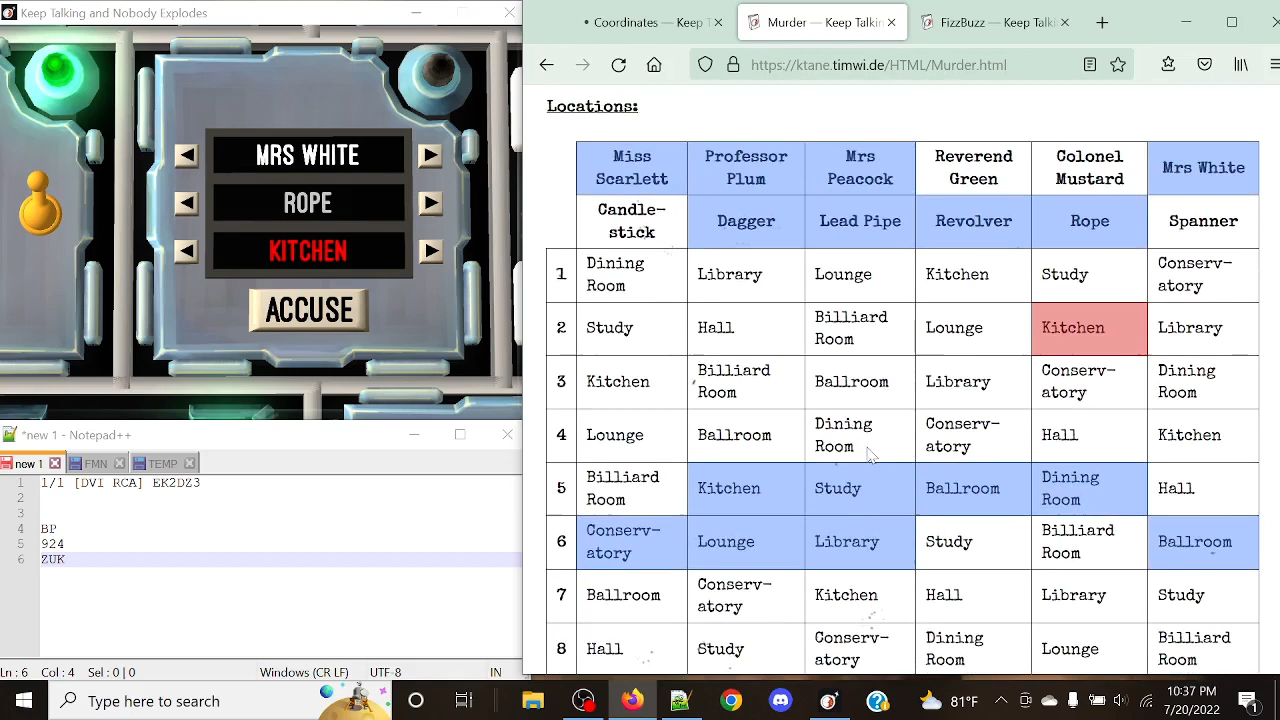 Keep Talking and Nobody Explodes
MRS WHITE
ROPE
KITCHEN
ACCUSE
*new 1 - Notepad++
new 1 FMN TEMP
1 1/1 [DVI RCA] EK2DZ3
2
3
4 BP
5 924
6 ZUK
Ln : 6 Col : 4 Sel : 0 | 0 Windows (CR LF) UTF-8 IN
Coordinates — Keep T Murder — Keep Talkin FizzBuzz — Keep Talki
https://ktane.timwi.de/HTML/Murder.html
Locations:
Miss Scarlett Professor Plum Mrs Peacock Reverend Green Colonel Mustard Mrs White
Candle-stick Dagger Lead Pipe Revolver Rope Spanner
1 Dining Room Library Lounge Kitchen Study Conserv-atory
2 Study Hall Billiard Room Lounge Kitchen Library
3 Kitchen Billiard Room Ballroom Library Conserv-atory Dining Room
4 Lounge Ballroom Dining Room Conserv-atory Hall Kitchen
5 Billiard Room Kitchen Study Ballroom Dining Room Hall
6 Conserv-atory Lounge Library Study Billiard Room Ballroom
7 Ballroom Conserv-atory Kitchen Hall Library Study
8 Hall Study Conserv-atory Dining Room Lounge Billiard Room
Type here to search
81°F
10:37 PM
7/20/2022